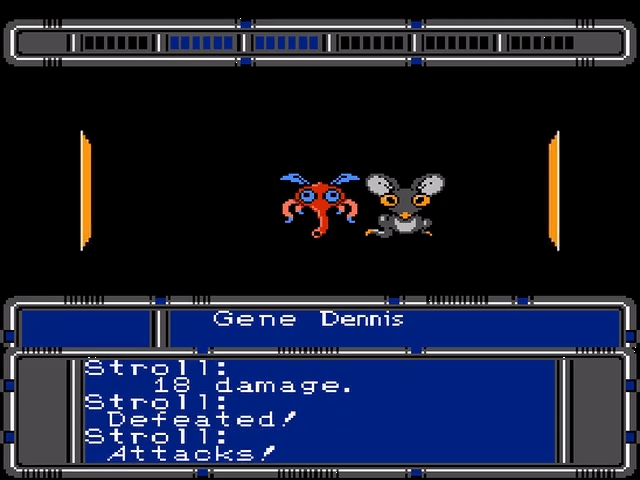 Gene Dennis
Stroll:
18 damage.
Stroll:
Defeated!
Stroll:
Attacks!